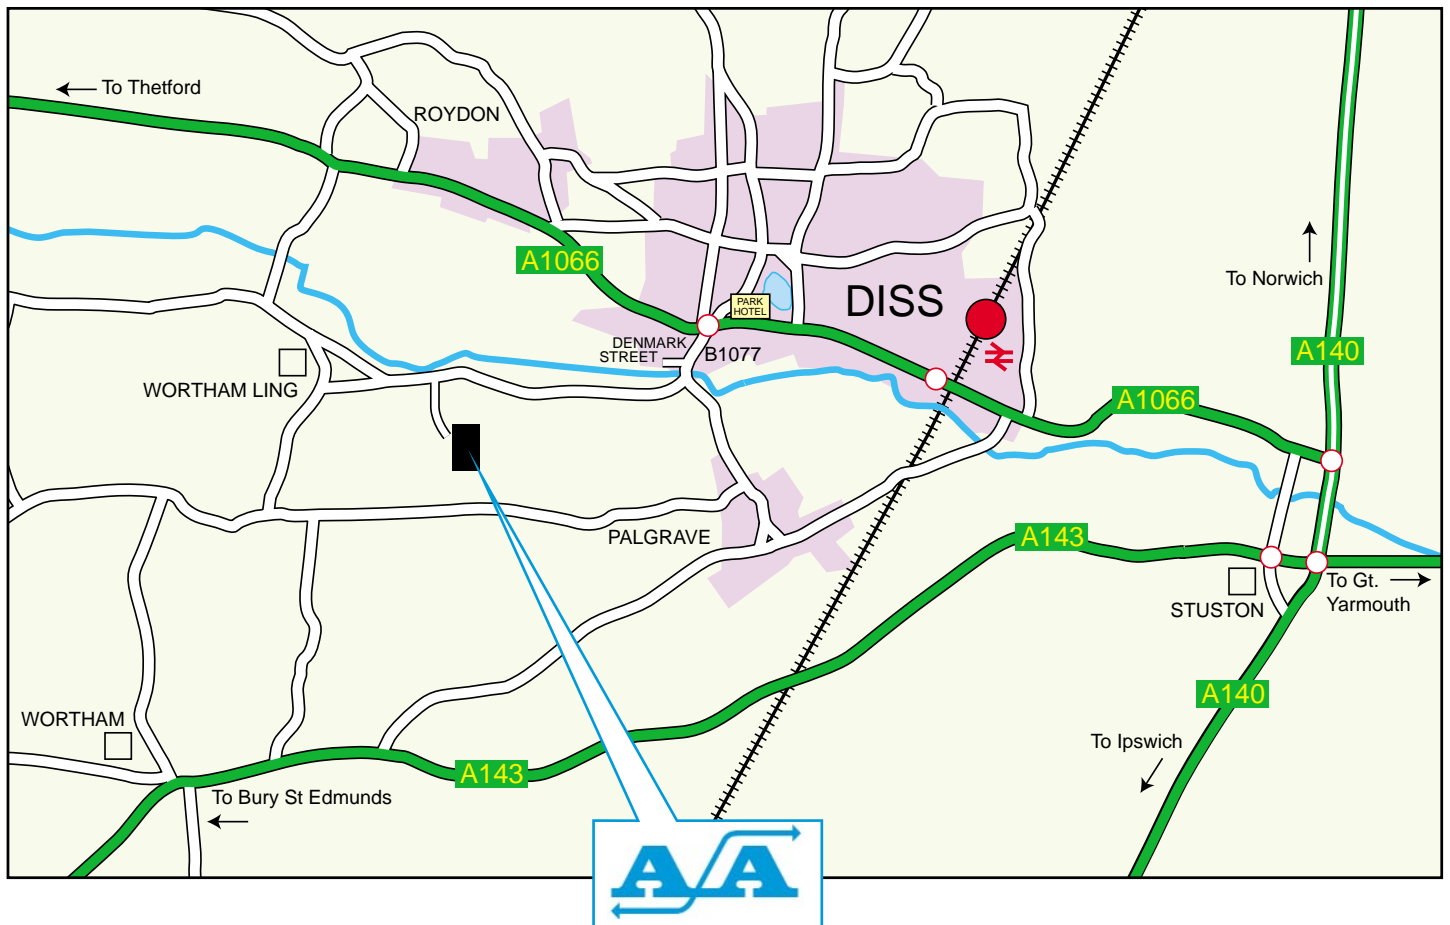 To Thetford
ROYDON
A1066
To Norwich
DISS
PARK
HOTEL
DENMARK
STREET
B1077
A140
WORTHAM LING
A1066
PALGRAVE
A143
To Gt.
Yarmouth
STUSTON
A140
WORTHAM
To Ipswich
A143
To Bury St Edmunds
A/A